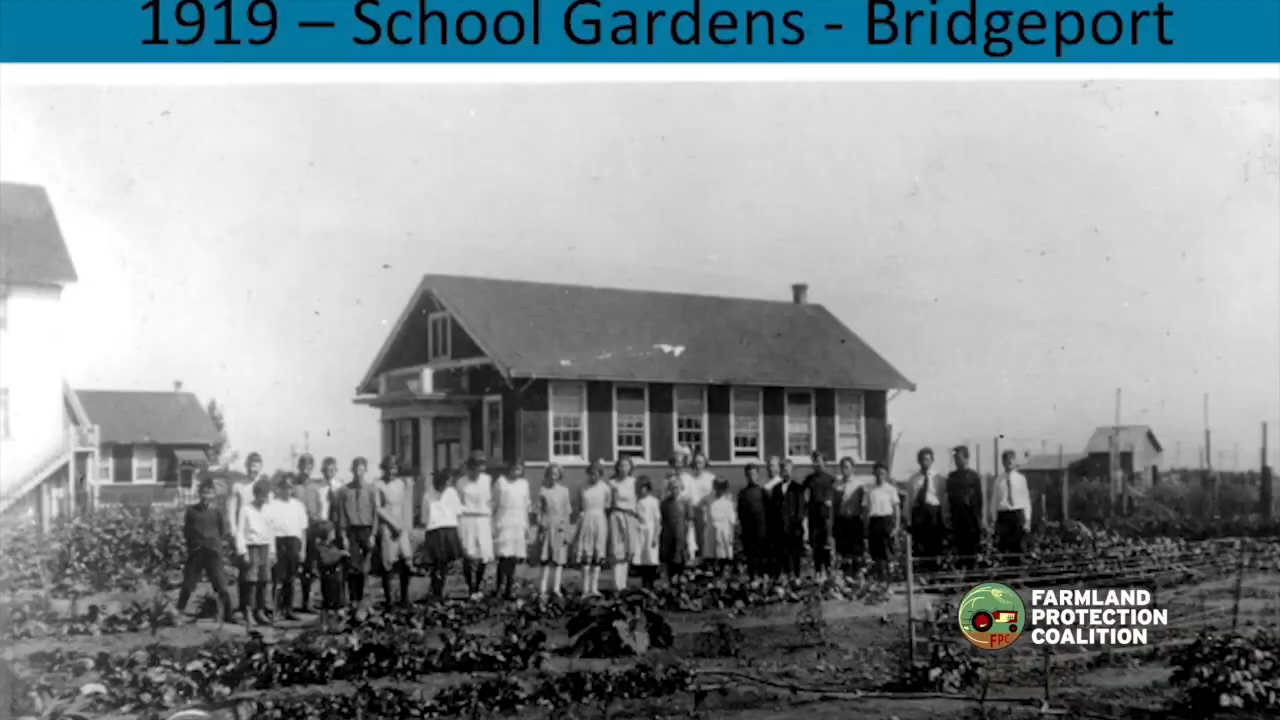 1919 – School Gardens - Bridgeport
FPC
FARMLAND
PROTECTION
COALITION